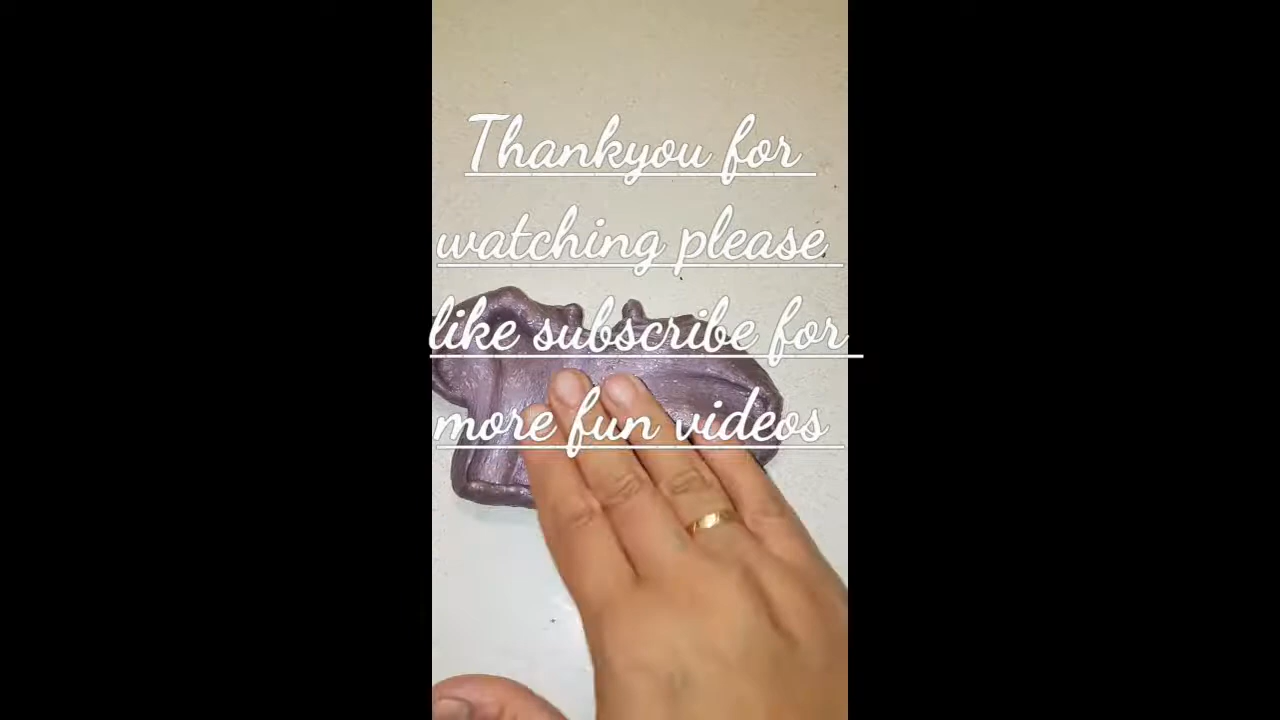 Thankyou for
watching please
like subscribe for
more fun videos